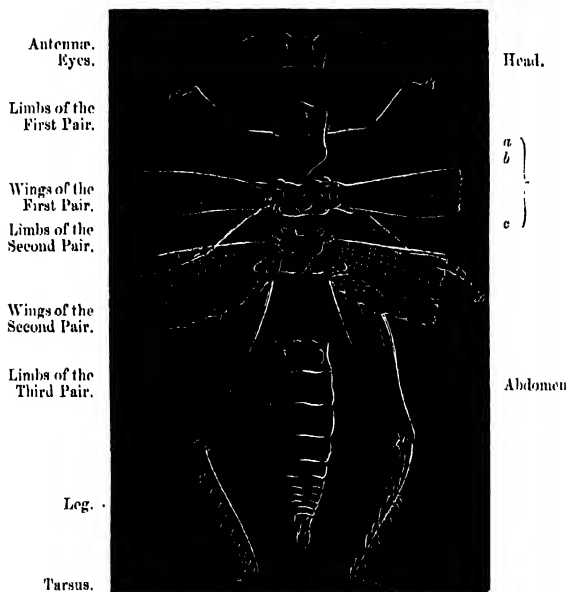 Antennæ.
Eyes.
Head.
Limbs of the
First Pair.
a
b
Wings of the
First Pair.
c
Limbs of the
Second Pair.
Wings of the
Second Pair.
Limbs of the
Third Pair.
Abdomen
Leg.
Tarsus.